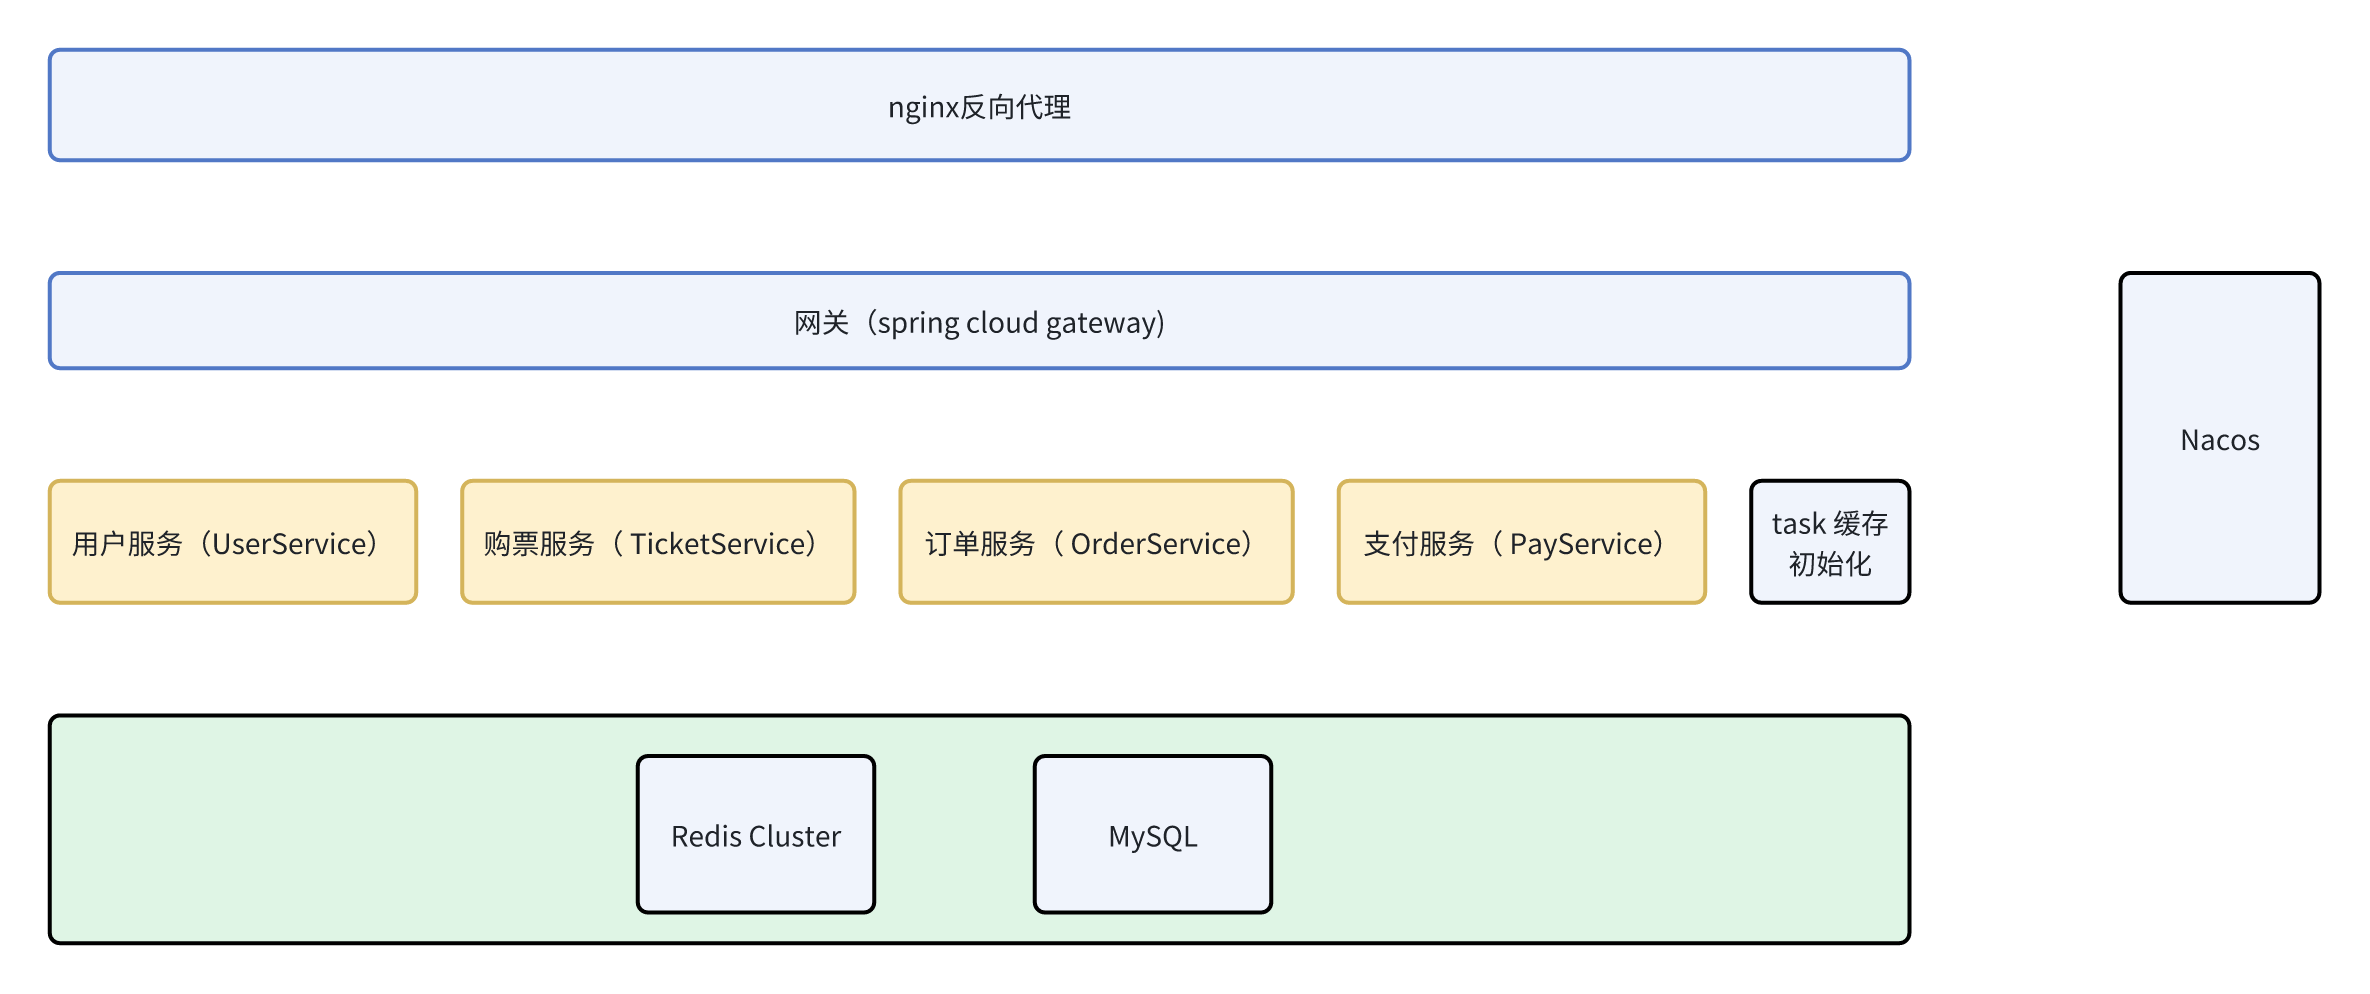 nginx反向代理
网关（spring cloud gateway)
Nacos
用户服务（UserService）
购票服务（ TicketService）
订单服务（ OrderService）
支付服务（ PayService）
task 缓存
初始化
Redis Cluster
MySQL